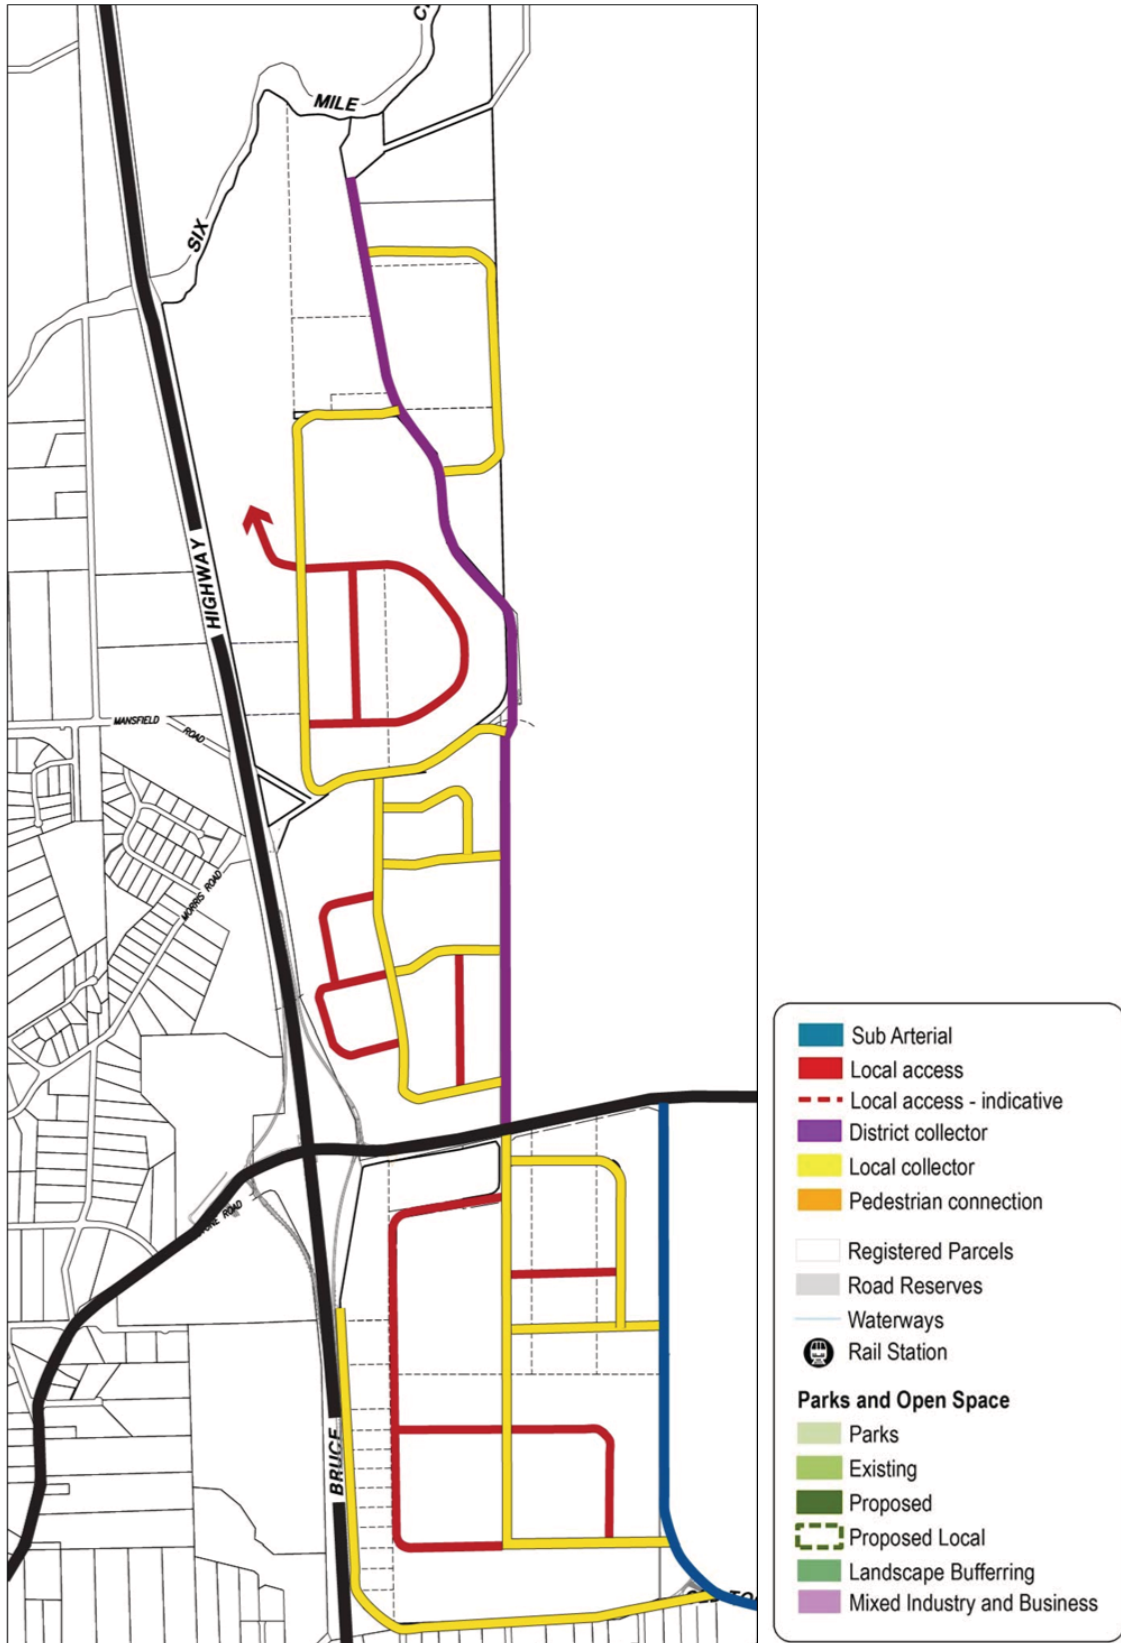 MILE
SIX
HIGHWAY
MANSFIELD
ROAD
MORRIS ROAD
ROAD
BRUCE
Sub Arterial
Local access
Local access - indicative
District collector
Local collector
Pedestrian connection
Registered Parcels
Road Reserves
Waterways
Rail Station
Parks and Open Space
Parks
Existing
Proposed
Proposed Local
Landscape Bufferring
Mixed Industry and Business